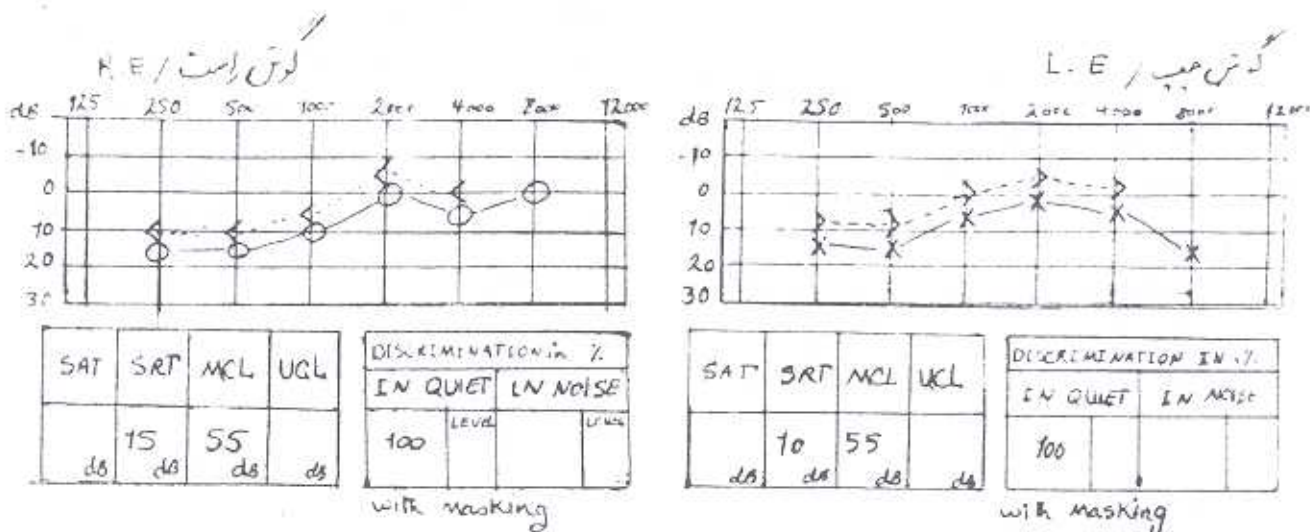 R.E / گوش راست
dB 125 250 500 1000 2000 4000 8000 12000
-10
0
10
20
30
SAT SRT MCL UCL
15 55
dB dB dB dB
DISCRIMINATION in %
IN QUIET IN NOISE
LEVEL LEVEL
100
with masking
L.E / گوش چپ
dB 125 250 500 1000 2000 4000 8000 12000
-10
0
10
20
30
SAT SRT MCL UCL
10 55
dB dB dB dB
DISCRIMINATION IN %
IN QUIET IN NOISE
100
with masking